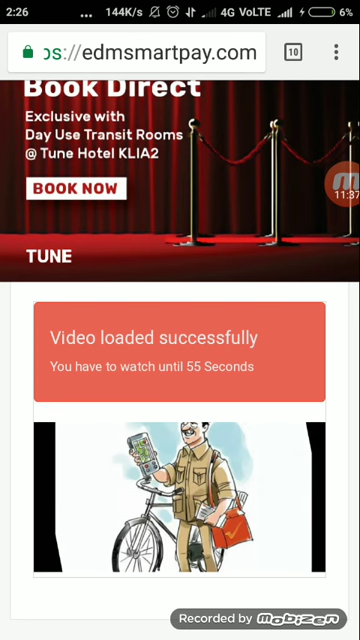 2:26 ... 144K/s 4G VoLTE 6%
ps://edmsmartpay.com 10
Book Direct
Exclusive with
Day Use Transit Rooms
@ Tune Hotel KLIA2
BOOK NOW
11:37
TUNE
Video loaded successfully
You have to watch until 55 Seconds
Recorded by Mobizen